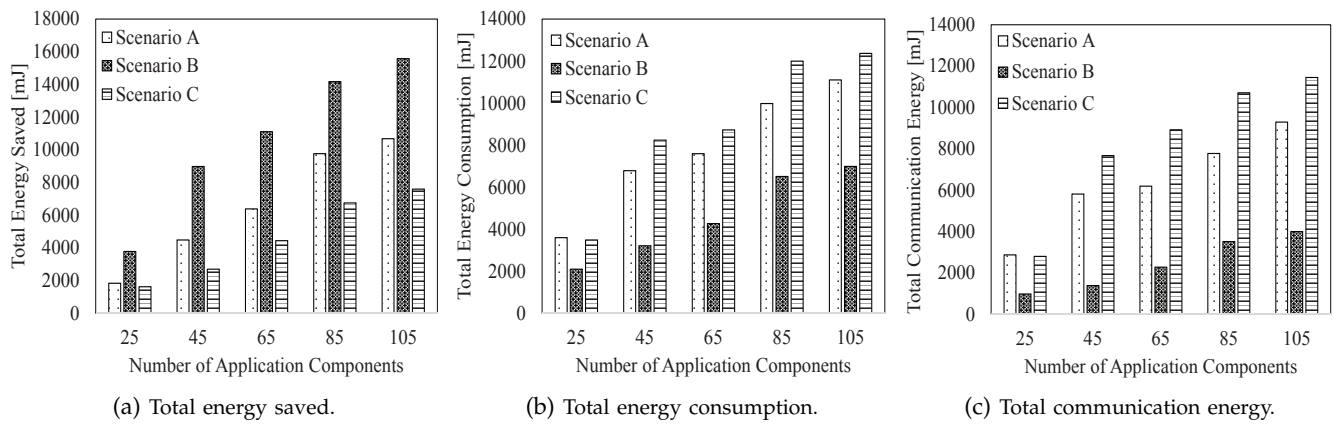 Total Energy Saved [mJ]
18000
16000
14000
12000
10000
8000
6000
4000
2000
0
Scenario A
Scenario B
Scenario C
25 45 65 85 105
Number of Application Components
(a) Total energy saved.
Total Energy Consumption [mJ]
14000
12000
10000
8000
6000
4000
2000
0
Scenario A
Scenario B
Scenario C
25 45 65 85 105
Number of Application Components
(b) Total energy consumption.
Total Communication Energy [mJ]
14000
12000
10000
8000
6000
4000
2000
0
Scenario A
Scenario B
Scenario C
25 45 65 85 105
Number of Application Components
(c) Total communication energy.